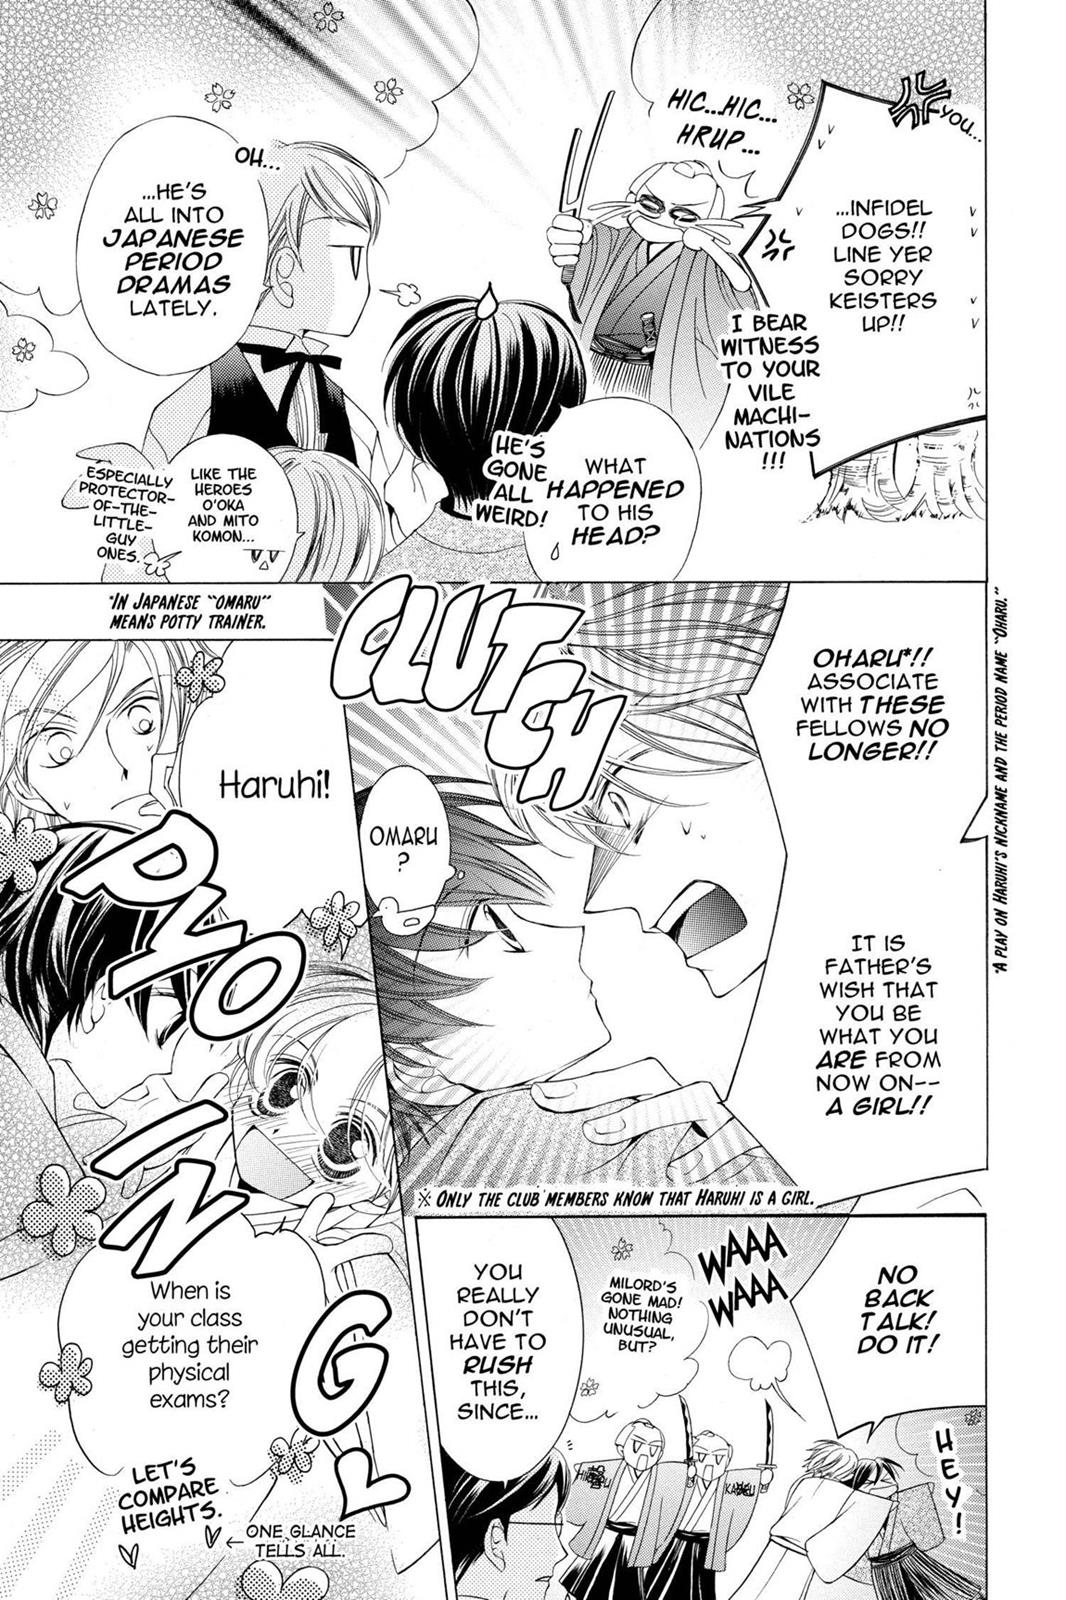 YOU...
...INFIDEL
DOGS!!
LINE YER
SORRY
KEISTERS
UP!!
HIC...HIC...
HRUP...
I BEAR
WITNESS
TO YOUR
VILE
MACHI-
NATIONS
!!!
OH...
...HE'S
ALL INTO
JAPANESE
PERIOD
DRAMAS
LATELY.
WHAT
HAPPENED
TO HIS
HEAD?
HE'S
GONE
ALL
WEIRD!
LIKE THE
HEROES
O'OKA
AND MITO
KOMON...
ESPECIALLY
PROTECTOR-
OF-THE-
LITTLE-
GUY
ONES.
OHARU*!!
ASSOCIATE
WITH THESE
FELLOWS NO
LONGER!!
*A PLAY ON HARUHI'S NICKNAME AND THE PERIOD NAME "OHARU."
IT IS
FATHER'S
WISH THAT
YOU BE
WHAT YOU
ARE FROM
NOW ON--
A GIRL!!
CLUTCH
OMARU
?
※ ONLY THE CLUB MEMBERS KNOW THAT HARUHI IS A GIRL.
*IN JAPANESE "OMARU"
MEANS POTTY TRAINER.
Haruhi!
PYOING
When is
your class
getting their
physical
exams?
LET'S
COMPARE
HEIGHTS.
← ONE GLANCE
TELLS ALL.
NO
BACK
TALK!
DO IT!
HEY!
WAAA
WAAA
MILORD'S
GONE MAD!
NOTHING
UNUSUAL,
BUT?
YOU
REALLY
DON'T
HAVE TO
RUSH
THIS,
SINCE...